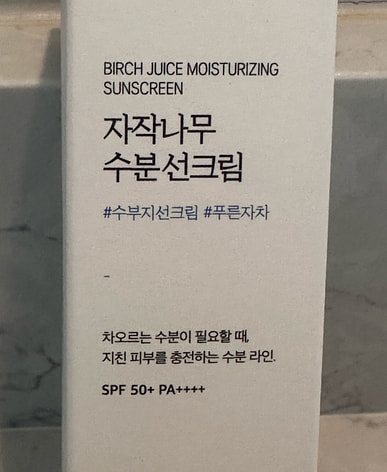 BIRCH JUICE MOISTURIZING
SUNSCREEN
자작나무
수분선크림
#수부지선크림 #푸른자차
-
차오르는 수분이 필요할 때,
지친 피부를 충전하는 수분 라인.
SPF 50+ PA++++